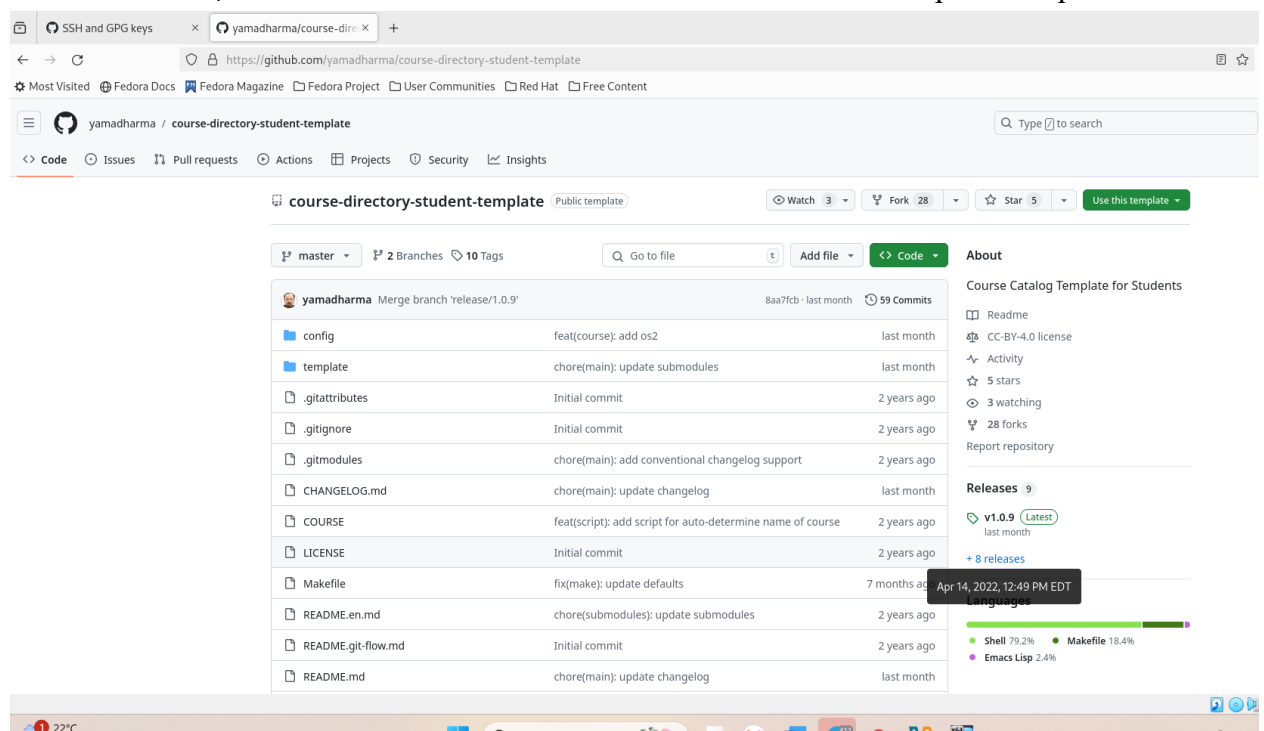 SSH and GPG keys × yamadharma/course-dire × +
https://github.com/yamadharma/course-directory-student-template
Most Visited Fedora Docs Fedora Magazine Fedora Project User Communities Red Hat Free Content
yamadharma / course-directory-student-template Type / to search
Code Issues Pull requests Actions Projects Security Insights
course-directory-student-template Public template Watch 3 Fork 28 Star 5 Use this template
master 2 Branches 10 Tags Go to file t Add file Code About
Course Catalog Template for Students
yamadharma Merge branch 'release/1.0.9' 8aa7fcb · last month 59 Commits
Readme
config feat(course): add os2 last month
CC-BY-4.0 license
template chore(main): update submodules last month
Activity
5 stars
.gitattributes Initial commit 2 years ago
3 watching
.gitignore Initial commit 2 years ago
28 forks
Report repository
.gitmodules chore(main): add conventional changelog support 2 years ago
CHANGELOG.md chore(main): update changelog last month
Releases 9
COURSE feat(script): add script for auto-determine name of course 2 years ago
v1.0.9 Latest
last month
LICENSE Initial commit 2 years ago
+ 8 releases
Makefile fix(make): update defaults 7 months ago
Apr 14, 2022, 12:49 PM EDT
Languages
README.en.md chore(submodules): update submodules 2 years ago
Shell 79.2% Makefile 18.4%
README.git-flow.md Initial commit 2 years ago
Emacs Lisp 2.4%
README.md chore(main): update changelog last month
1 22°C